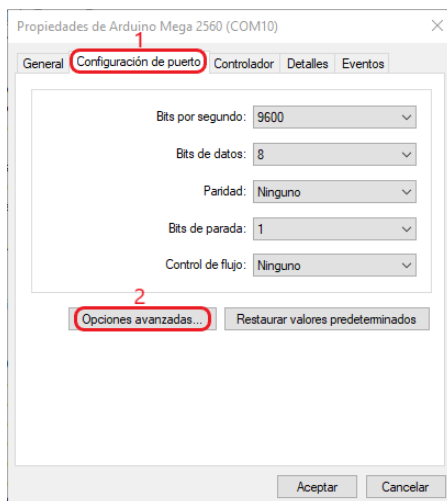 Propiedades de Arduino Mega 2560 (COM10)
1
General Configuración de puerto Controlador Detalles Eventos
Bits por segundo: 9600
Bits de datos: 8
Paridad: Ninguno
Bits de parada: 1
Control de flujo: Ninguno
2
Opciones avanzadas... Restaurar valores predeterminados
Aceptar Cancelar